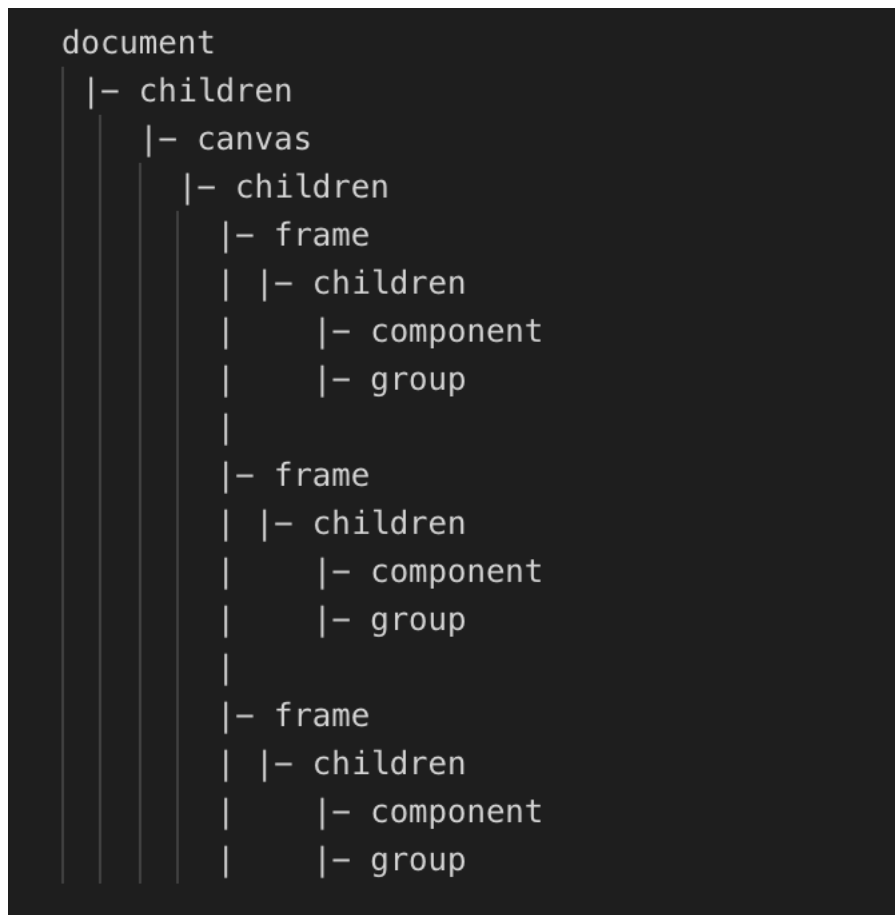 document
|- children
|- canvas
|- children
|- frame
| |- children
| |- component
| |- group
|
|- frame
| |- children
| |- component
| |- group
|
|- frame
| |- children
| |- component
| |- group